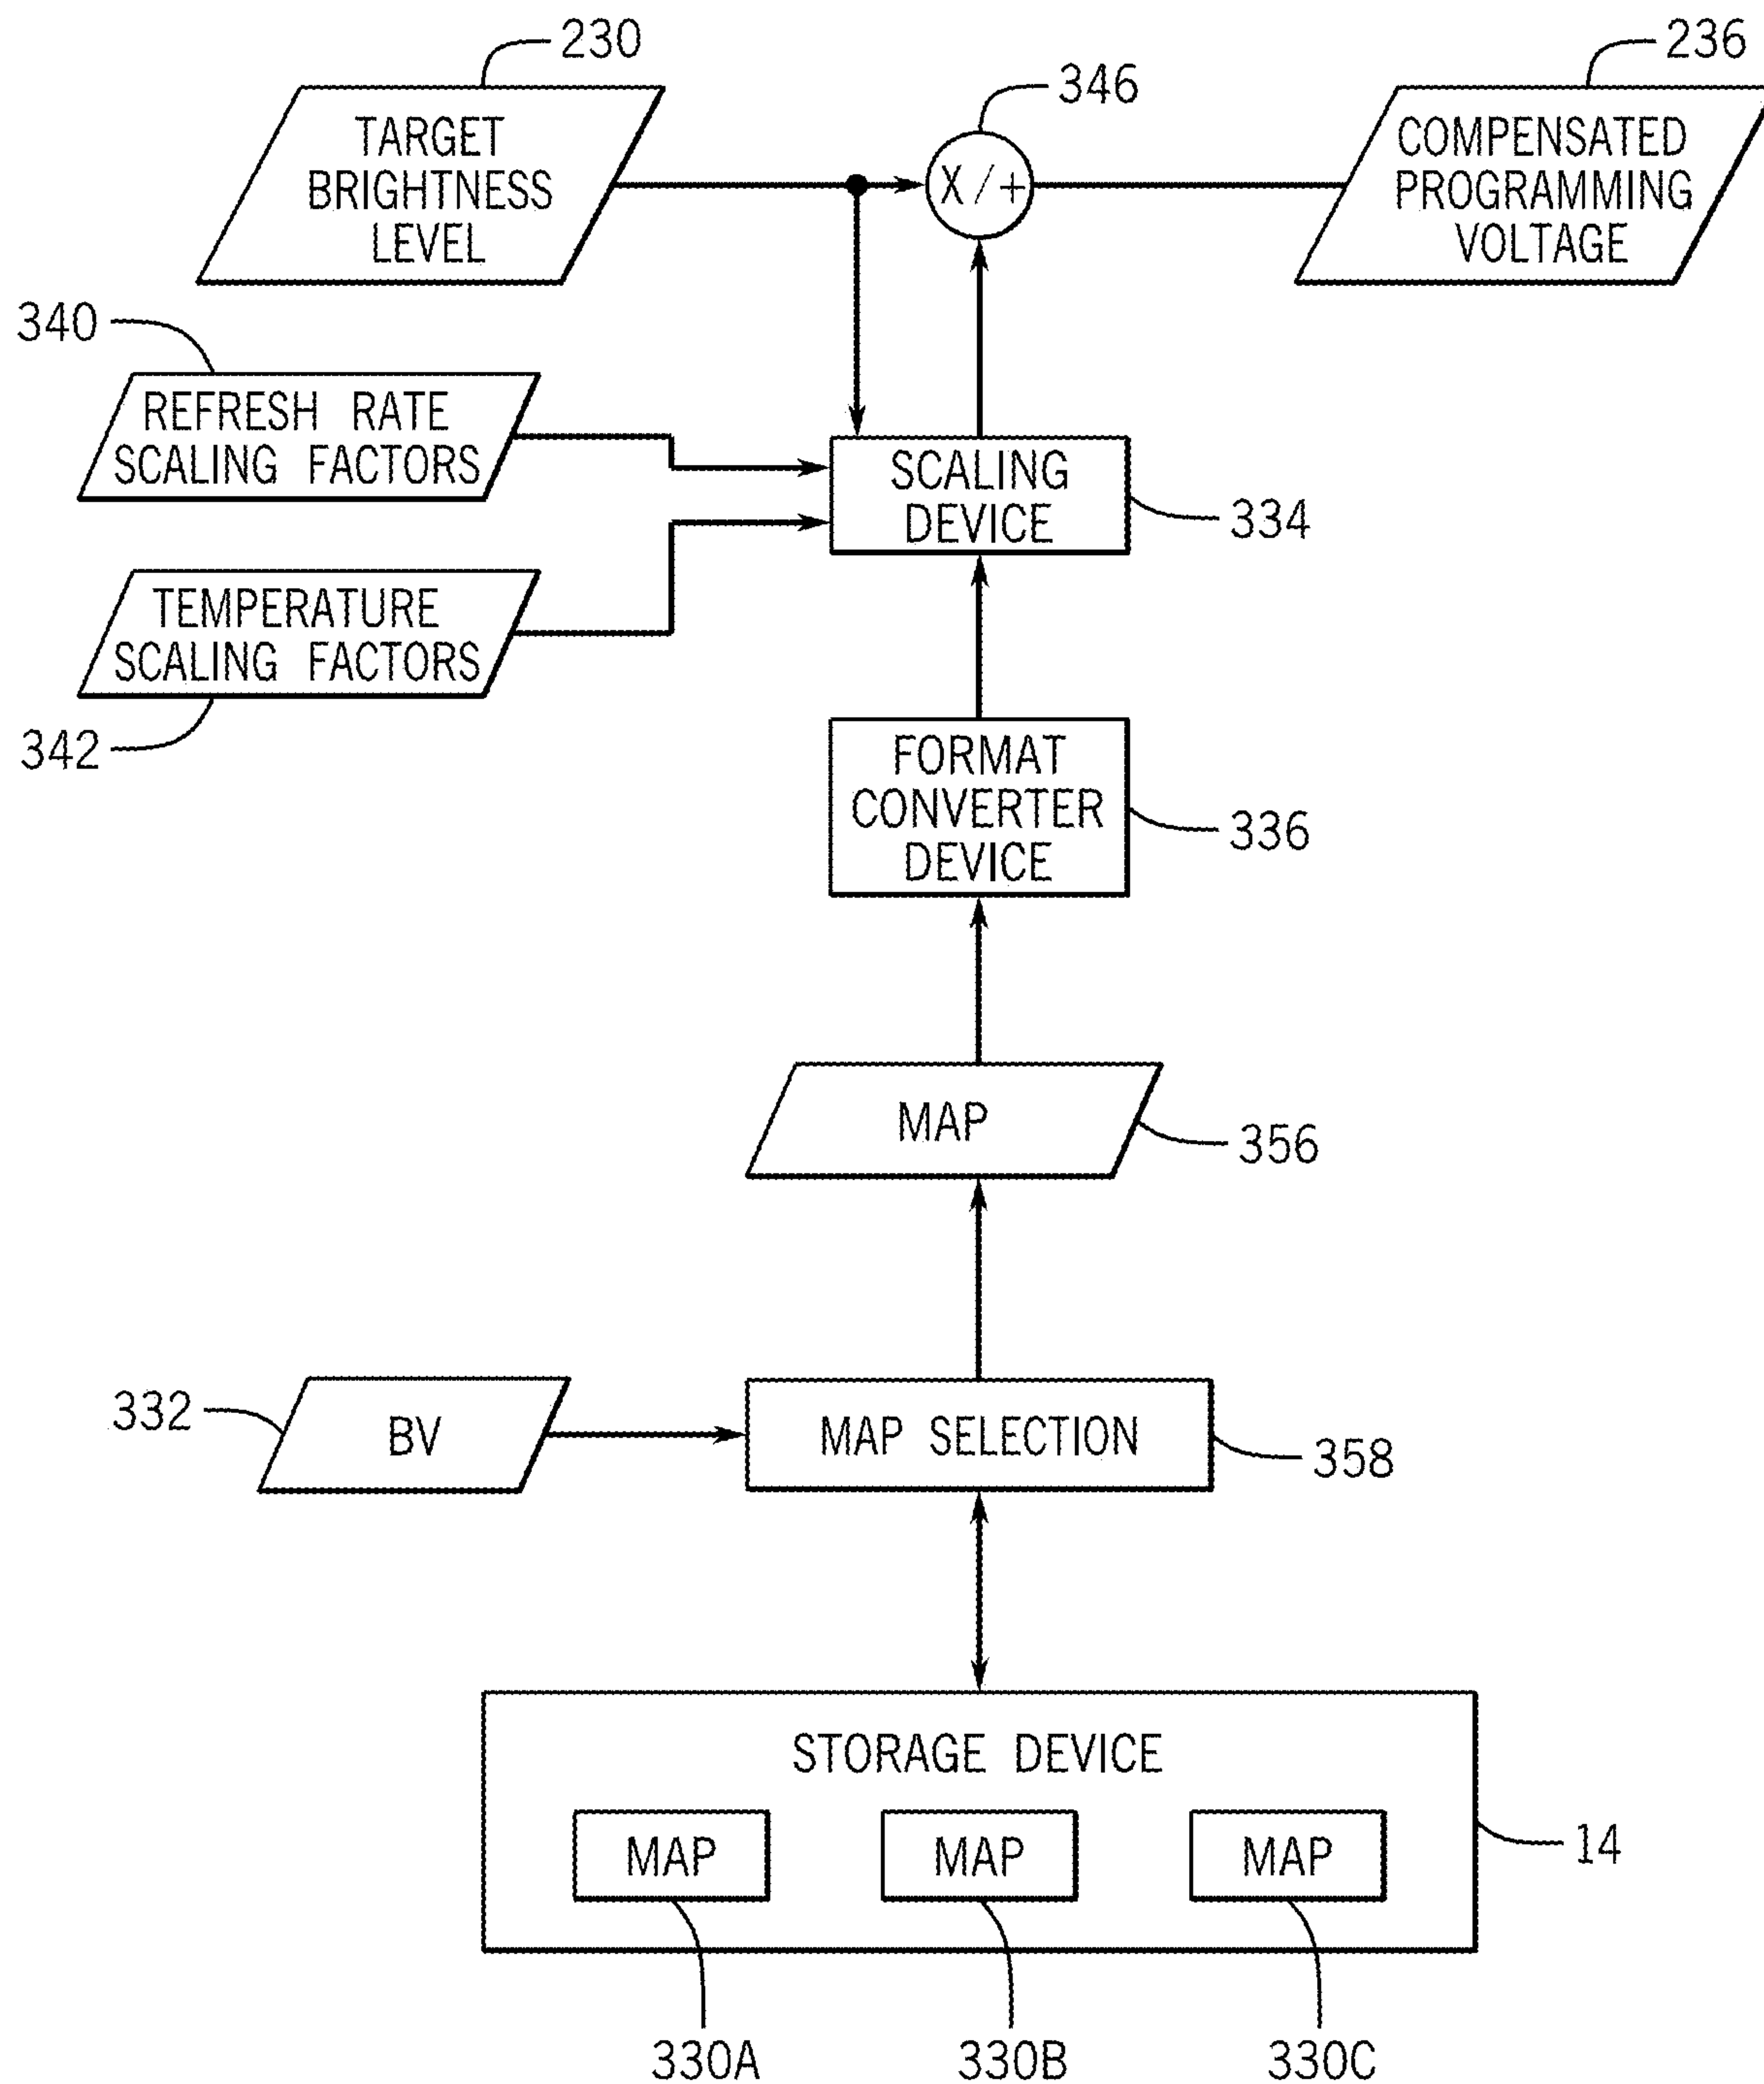 230
TARGET
BRIGHTNESS
LEVEL
346
X/+
236
COMPENSATED
PROGRAMMING
VOLTAGE
340
REFRESH RATE
SCALING FACTORS
SCALING
DEVICE
334
TEMPERATURE
SCALING FACTORS
342
FORMAT
CONVERTER
DEVICE
336
MAP
356
332
BV
MAP SELECTION
358
STORAGE DEVICE
MAP
MAP
MAP
14
330A
330B
330C